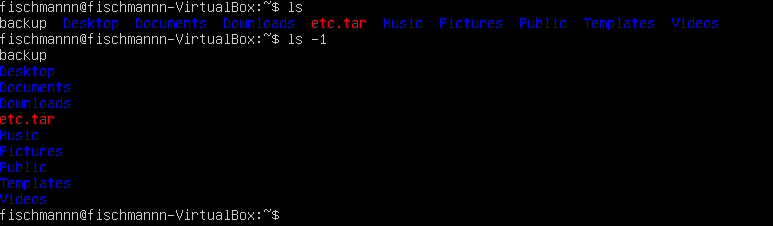 fischmannn@fischmannn-VirtualBox:~$ ls
backup  Desktop  Documents  Downloads  etc.tar  Music  Pictures  Public  Templates  Videos
fischmannn@fischmannn-VirtualBox:~$ ls -1
backup
Desktop
Documents
Downloads
etc.tar
Music
Pictures
Public
Templates
Videos
fischmannn@fischmannn-VirtualBox:~$